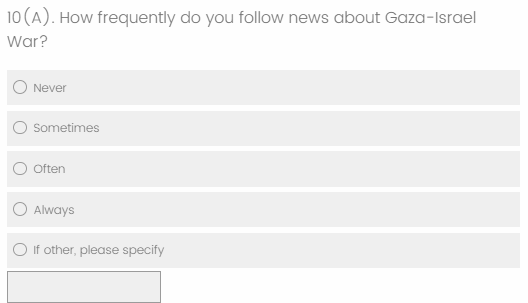 10(A). How frequently do you follow news about Gaza-Israel
War?
Never
Sometimes
Often
Always
If other, please specify